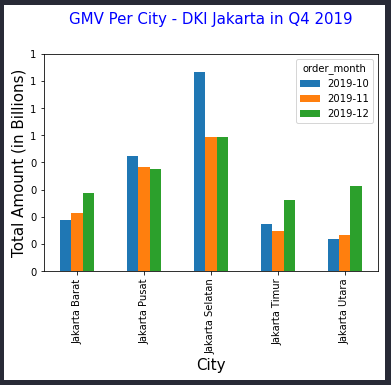 GMV Per City - DKI Jakarta in Q4 2019
order_month
2019-10
2019-11
2019-12
Total Amount (in Billions)
1
1
1
1
0
0
0
0
0
Jakarta Barat
Jakarta Pusat
Jakarta Selatan
Jakarta Timur
Jakarta Utara
City